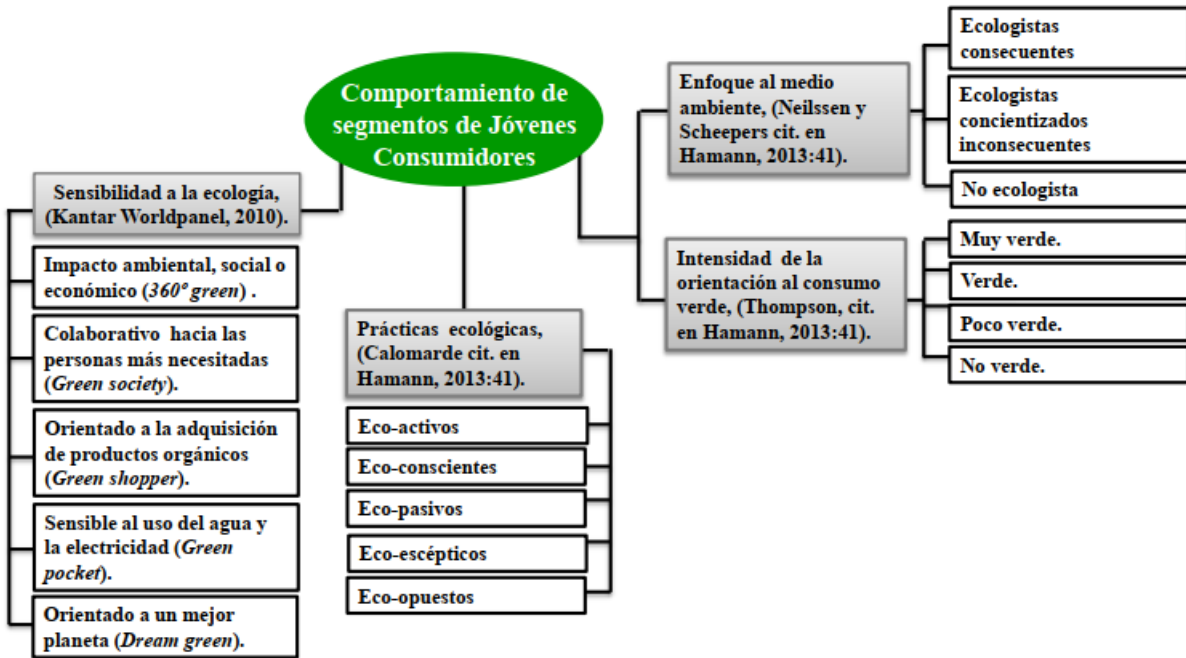 Comportamiento de
segmentos de Jóvenes
Consumidores
Sensibilidad a la ecología,
(Kantar Worldpanel, 2010).
Impacto ambiental, social o
económico (360º green) .
Colaborativo hacia las
personas más necesitadas
(Green society).
Orientado a la adquisición
de productos orgánicos
(Green shopper).
Sensible al uso del agua y
la electricidad (Green
pocket).
Orientado a un mejor
planeta (Dream green).
Prácticas ecológicas,
(Calomarde cit. en
Hamann, 2013:41).
Eco-activos
Eco-conscientes
Eco-pasivos
Eco-escépticos
Eco-opuestos
Enfoque al medio
ambiente, (Neilssen y
Scheepers cit. en
Hamann, 2013:41).
Ecologistas
consecuentes
Ecologistas
concientizados
inconsecuentes
No ecologista
Intensidad de la
orientación al consumo
verde, (Thompson, cit.
en Hamann, 2013:41).
Muy verde.
Verde.
Poco verde.
No verde.